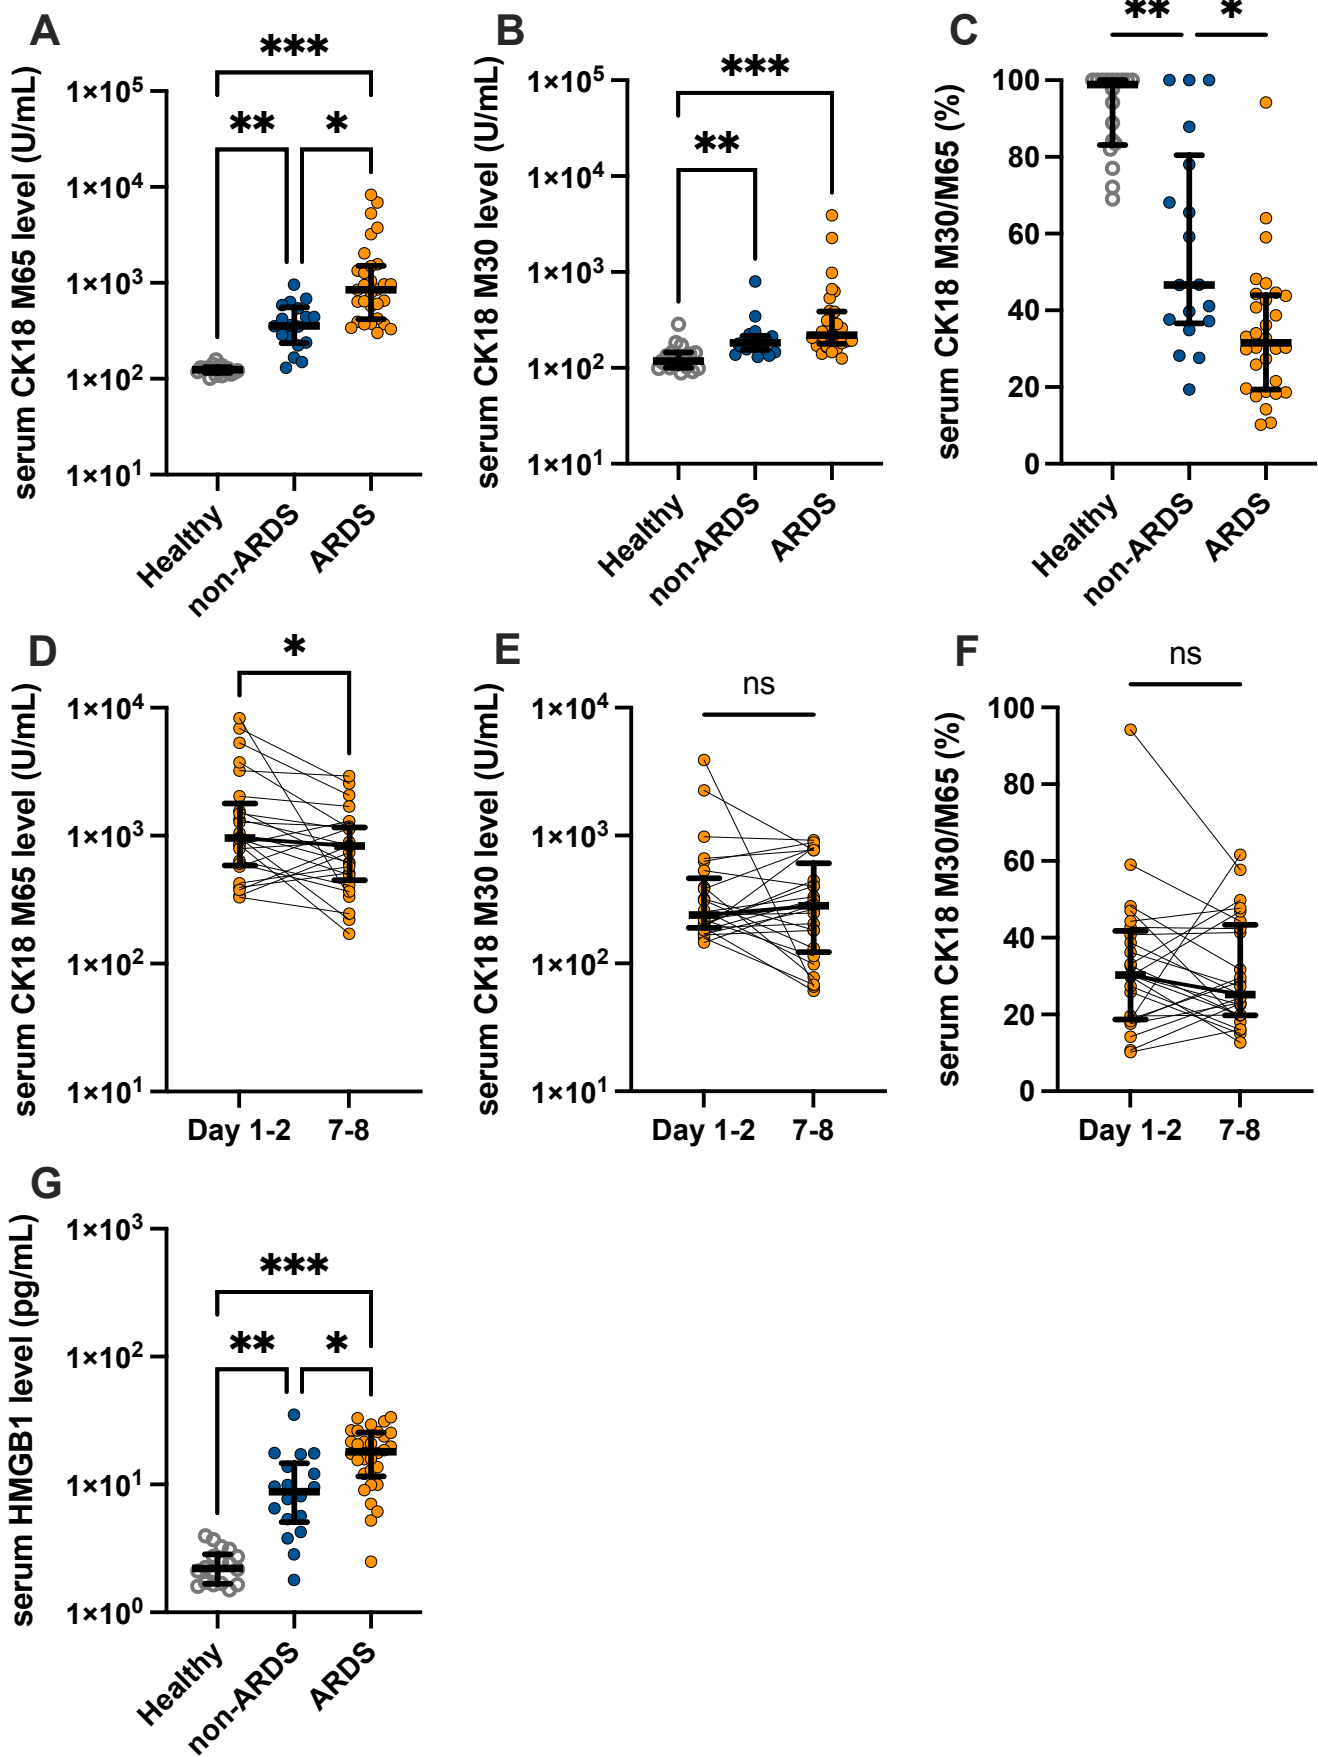 A
serum CK18 M65 level (U/mL)
1×10⁵
1×10⁴
1×10³
1×10²
1×10¹
***
** *
Healthy
non-ARDS
ARDS
B
serum CK18 M30 level (U/mL)
1×10⁵
1×10⁴
1×10³
1×10²
1×10¹
***
**
Healthy
non-ARDS
ARDS
C
serum CK18 M30/M65 (%)
100
80
60
40
20
0
** *
Healthy
non-ARDS
ARDS
D
serum CK18 M65 level (U/mL)
1×10⁴
1×10³
1×10²
1×10¹
*
Day 1-2 7-8
E
serum CK18 M30 level (U/mL)
1×10⁴
1×10³
1×10²
1×10¹
ns
Day 1-2 7-8
F
serum CK18 M30/M65 (%)
100
80
60
40
20
0
ns
Day 1-2 7-8
G
serum HMGB1 level (pg/mL)
1×10³
1×10²
1×10¹
1×10⁰
***
** *
Healthy
non-ARDS
ARDS